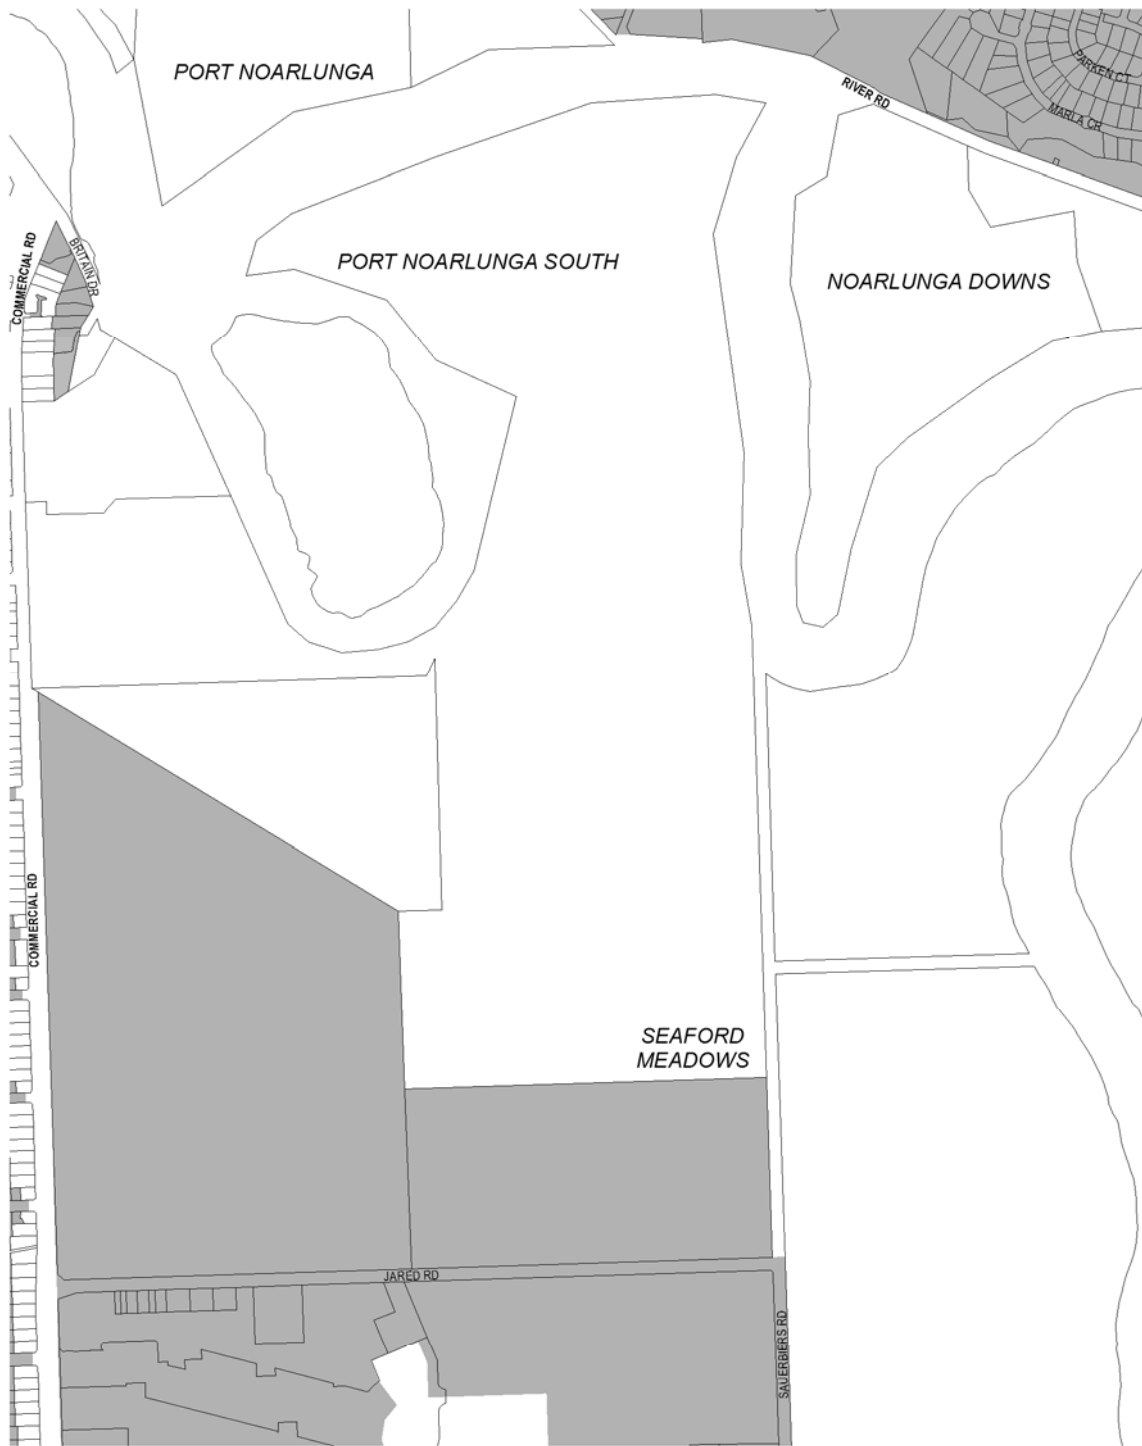 PORT NOARLUNGA
PARKEN CT
RIVER RD
MARLA CR
COMMERCIAL RD
BRITAIN DR
PORT NOARLUNGA SOUTH
NOARLUNGA DOWNS
COMMERCIAL RD
SEAFORD
MEADOWS
JARED RD
SAUERBIERS RD